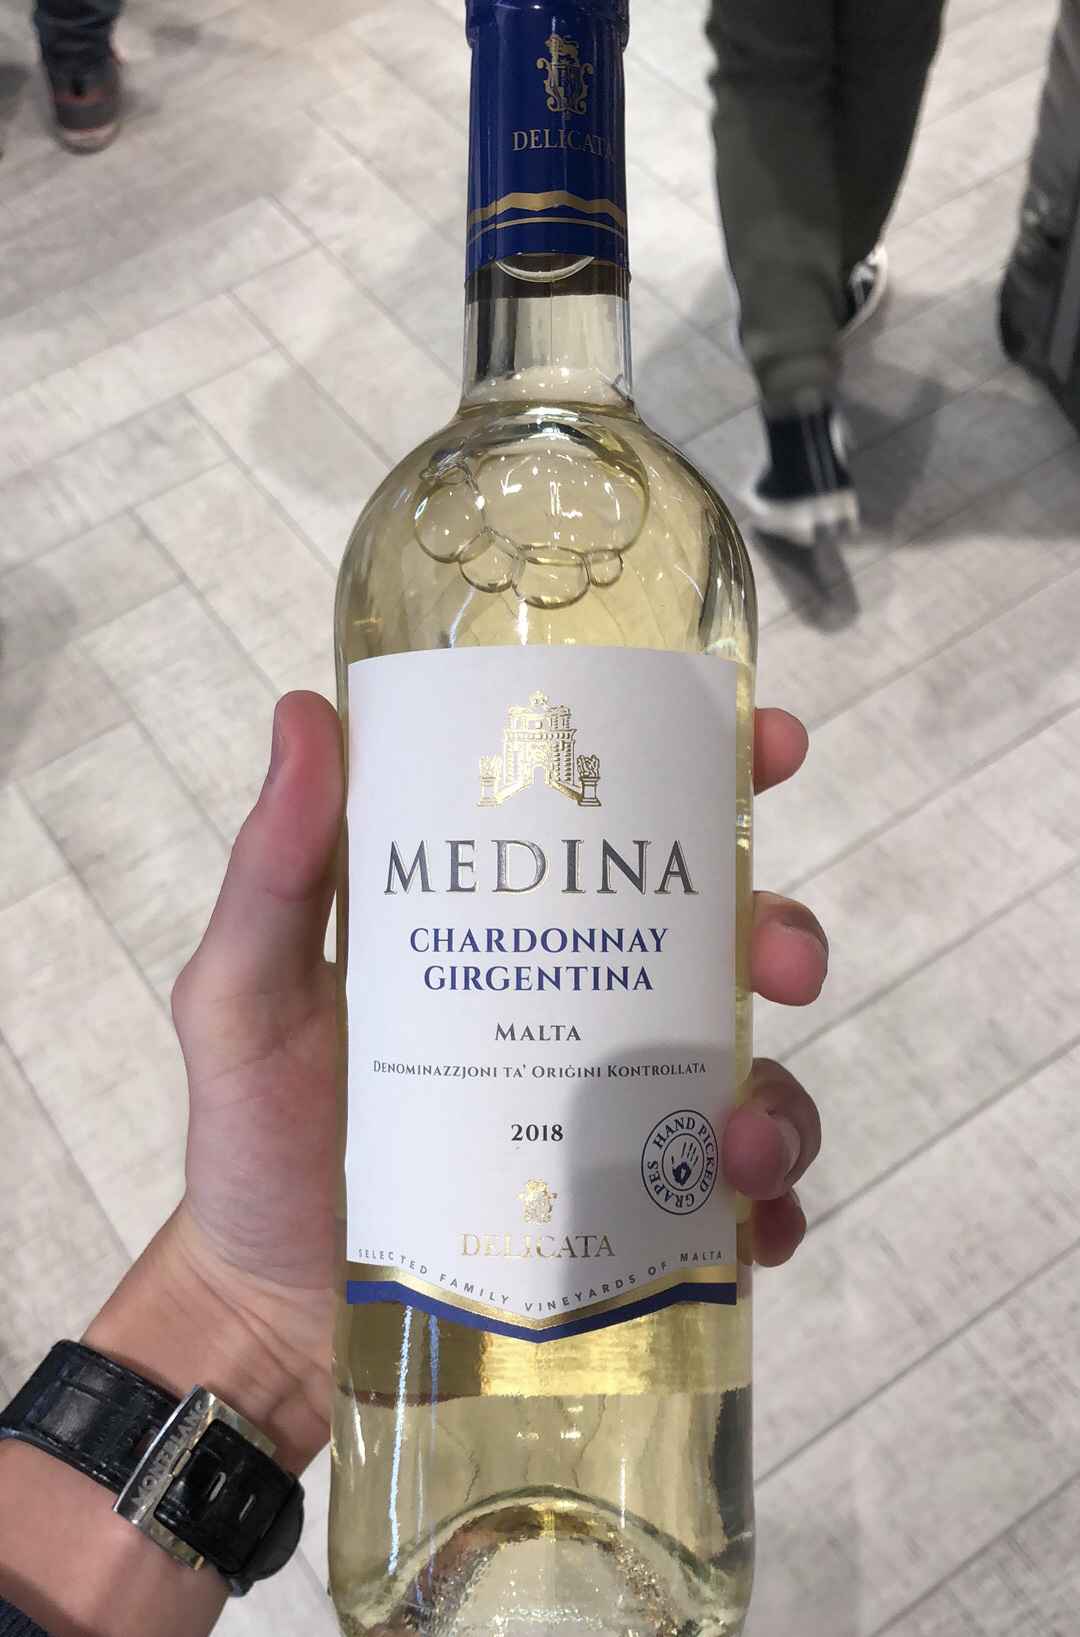 DELICATA
MEDINA
CHARDONNAY
GIRGENTINA
MALTA
DENOMINAZZJONI TA' ORIĠINI KONTROLLATA
2018
HAND PICKED GRAPES
DELICATA
SELECTED FAMILY VINEYARDS OF MALTA
MONTBLANC